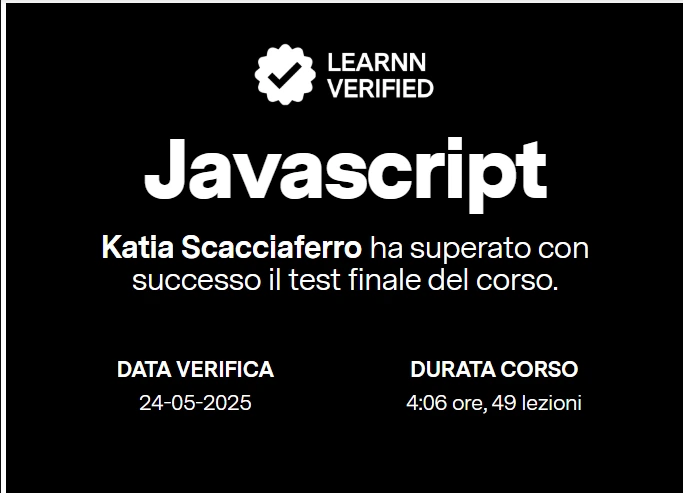 LEARNN
VERIFIED
Javascript
Katia Scacciaferro ha superato con
successo il test finale del corso.
DATA VERIFICA
24-05-2025
DURATA CORSO
4:06 ore, 49 lezioni